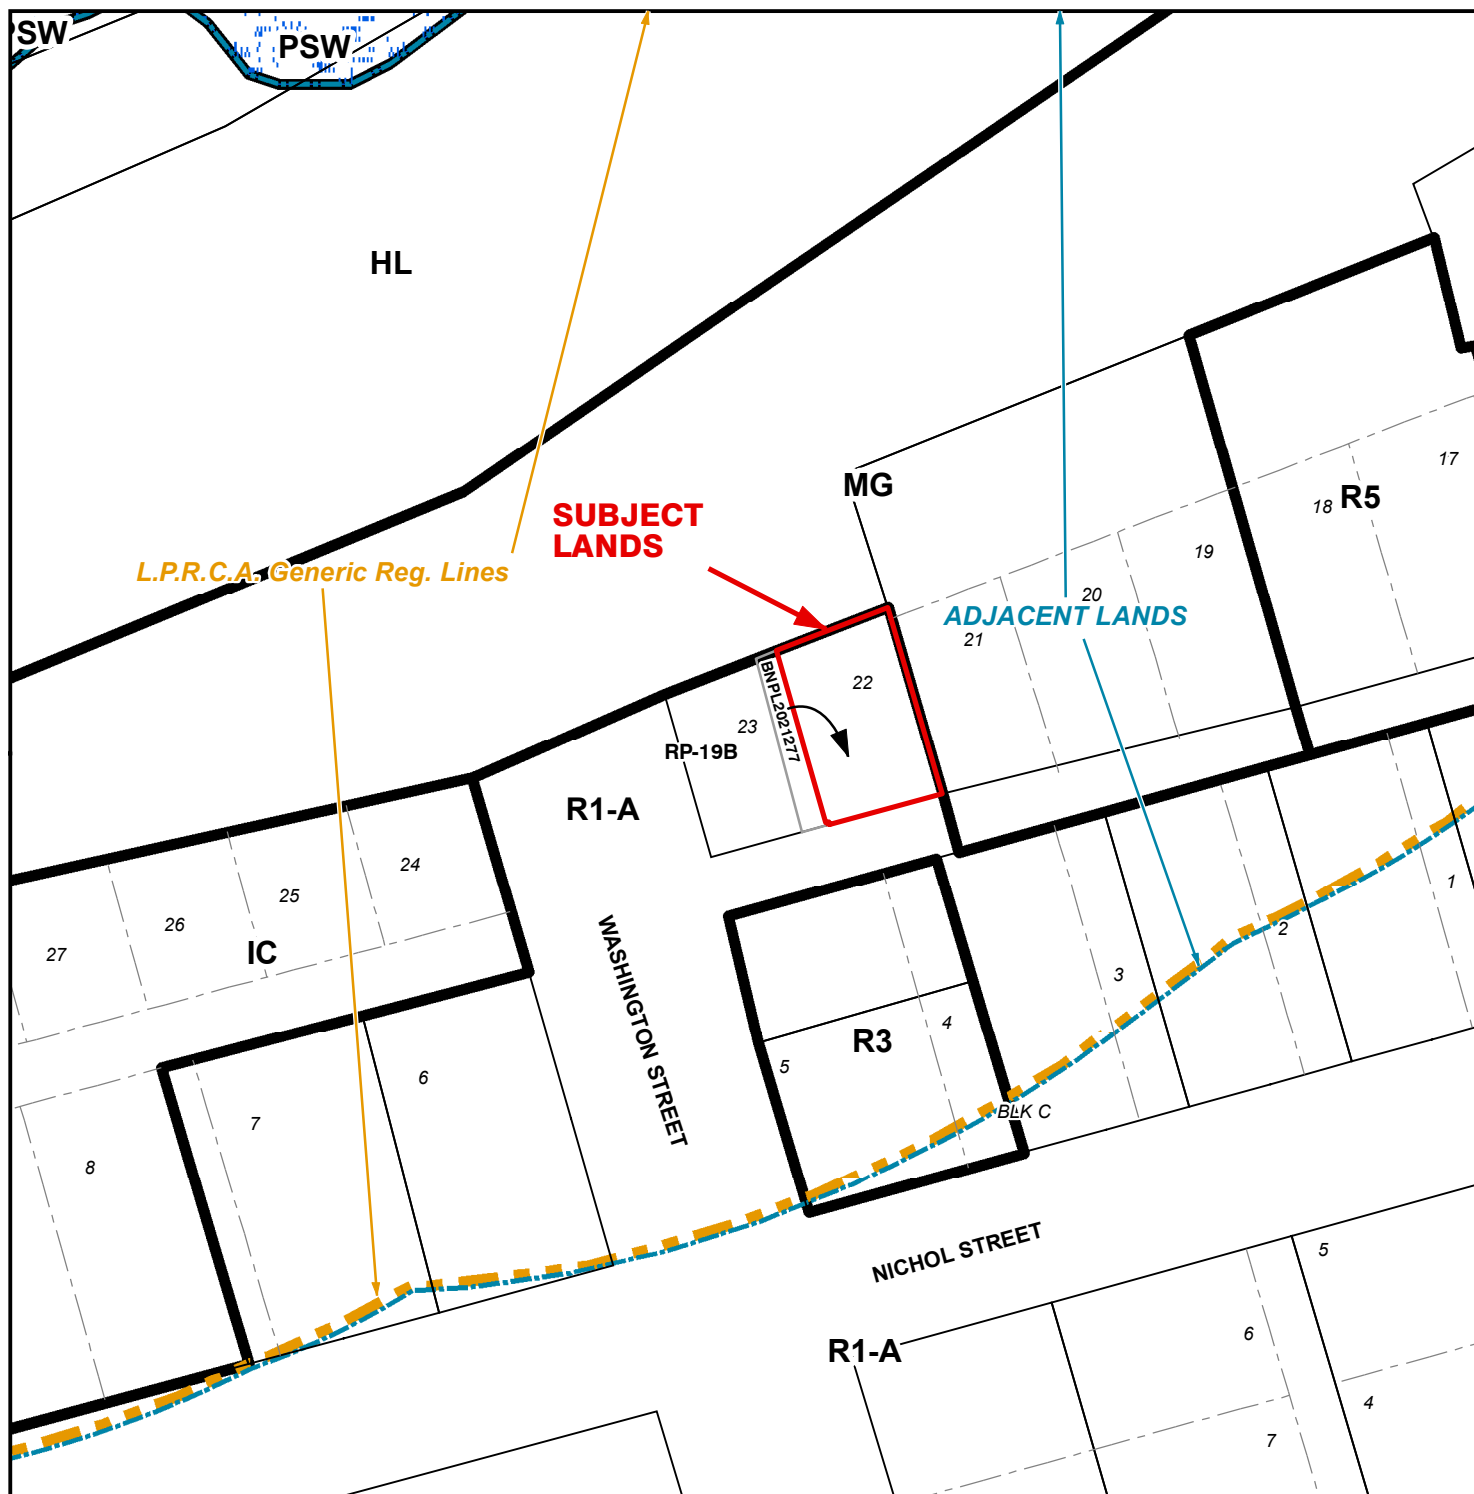 PSW
PSW
HL
MG
SUBJECT
LANDS
17
18
R5
19
L.P.R.C.A. Generic Reg. Lines
20
ADJACENT LANDS
21
22
BNPL2021277
23
RP-19B
R1-A
24
25
26
27
IC
1
2
3
WASHINGTON STREET
4
R3
5
6
7
8
BLK C
NICHOL STREET
5
R1-A
6
4
7